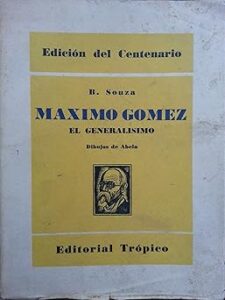 Edición del Centenario
B. Souza
MAXIMO GOMEZ
EL GENERALISIMO
Dibujos de Abela
Editorial Trópico